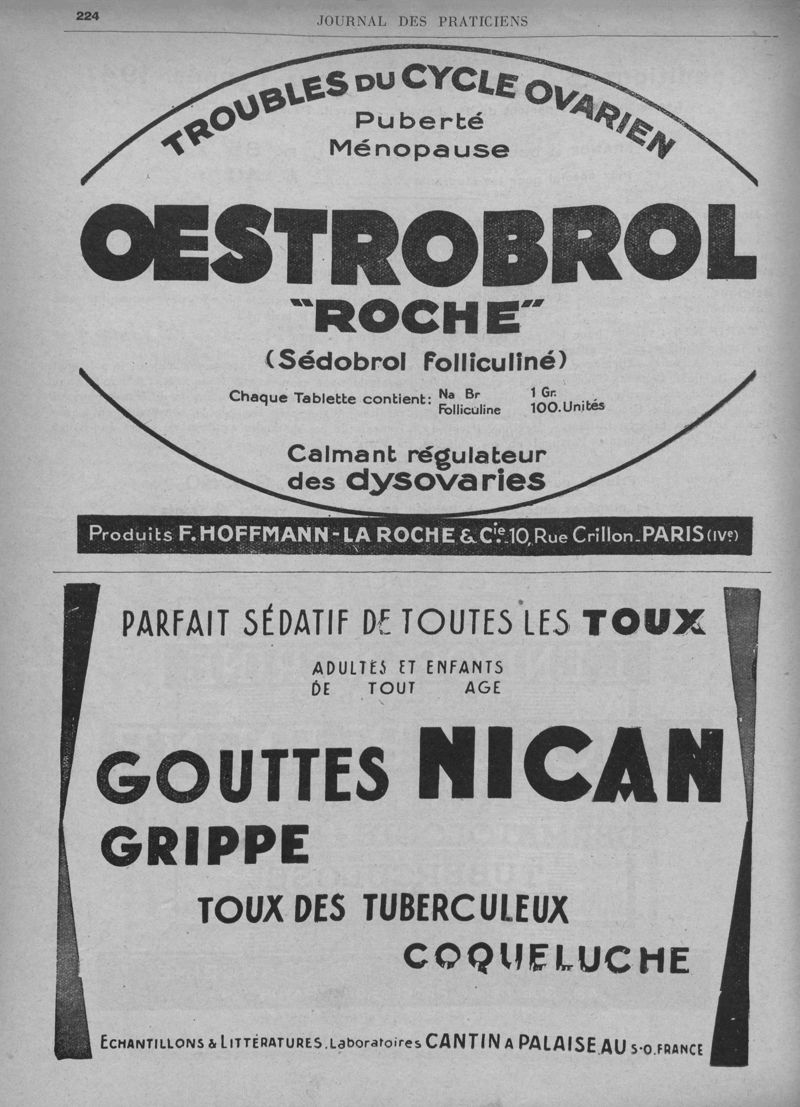 224
JOURNAL DES PRATICIENS
TROUBLES DU CYCLE OVARIEN
Puberté
Ménopause
OESTROBROL
"ROCHE"
(Sédobrol Folliculiné)
Chaque Tablette contient: Na Br 1 Gr.
Folliculine 100.Unités
Calmant régulateur
des dysovaries
Produits F. HOFFMANN-LA ROCHE & Cie. 10, Rue Crillon_PARIS (IVe)
PARFAIT SÉDATIF DE TOUTES LES TOUX
ADULTES ET ENFANTS
DE TOUT AGE
GOUTTES NICAN
GRIPPE
TOUX DES TUBERCULEUX
COQUELUCHE
ECHANTILLONS & LITTÉRATURES. Laboratoires CANTIN A PALAISEAU S.-O. FRANCE